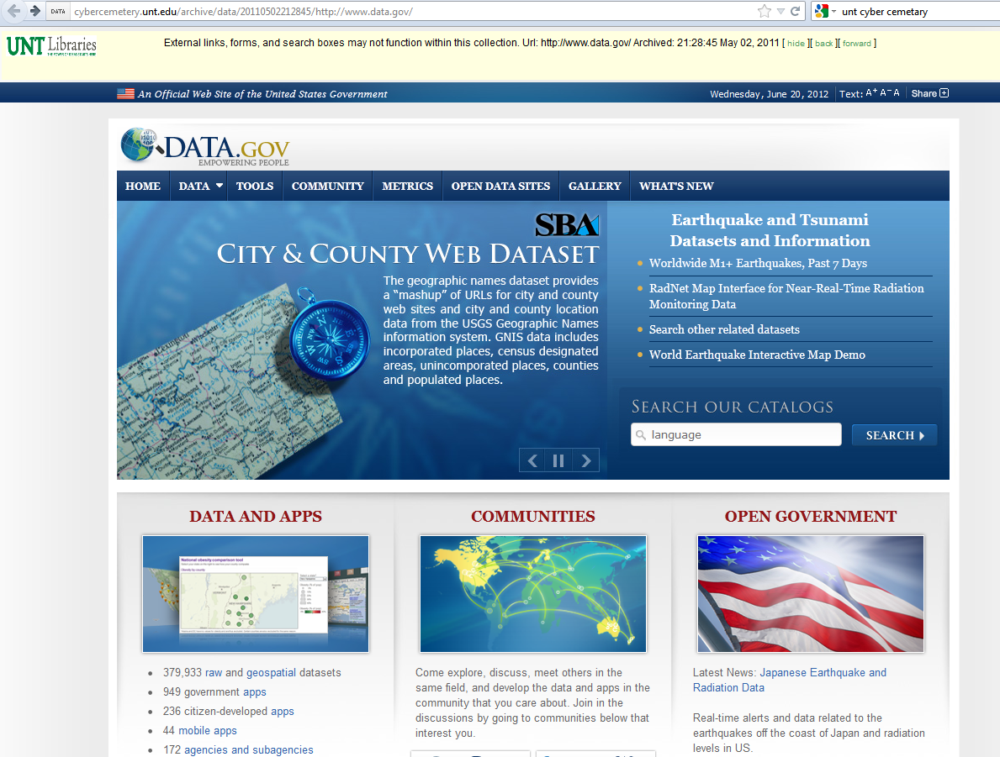 DATA
cybercemetery.unt.edu/archive/data/20110502212845/http://www.data.gov/
unt cyber cemetary
UNT Libraries
External links, forms, and search boxes may not function within this collection. Url: http://www.data.gov/ Archived: 21:28:45 May 02, 2011 [ hide ][ back ][ forward ]
An Official Web Site of the United States Government
Wednesday, June 20, 2012
Text: A+ A- A
Share
DATA.GOV
EMPOWERING PEOPLE
HOME DATA TOOLS COMMUNITY METRICS OPEN DATA SITES GALLERY WHAT'S NEW
SBA
CITY & COUNTY WEB DATASET
The geographic names dataset provides
a “mashup” of URLs for city and county
web sites and city and county location
data from the USGS Geographic Names
information system. GNIS data includes
incorporated places, census designated
areas, unincomporated places, counties
and populated places.
Earthquake and Tsunami
Datasets and Information
Worldwide M1+ Earthquakes, Past 7 Days
RadNet Map Interface for Near-Real-Time Radiation
Monitoring Data
Search other related datasets
World Earthquake Interactive Map Demo
SEARCH OUR CATALOGS
language
SEARCH
DATA AND APPS
National obesity comparison tool
Obesity by county
379,933 raw and geospatial datasets
949 government apps
236 citizen-developed apps
44 mobile apps
172 agencies and subagencies
COMMUNITIES
Come explore, discuss, meet others in the
same field, and develop the data and apps in the
community that you care about. Join in the
discussions by going to communities below that
interest you.
OPEN GOVERNMENT
Latest News: Japanese Earthquake and
Radiation Data
Real-time alerts and data related to the
earthquakes off the coast of Japan and radiation
levels in US.